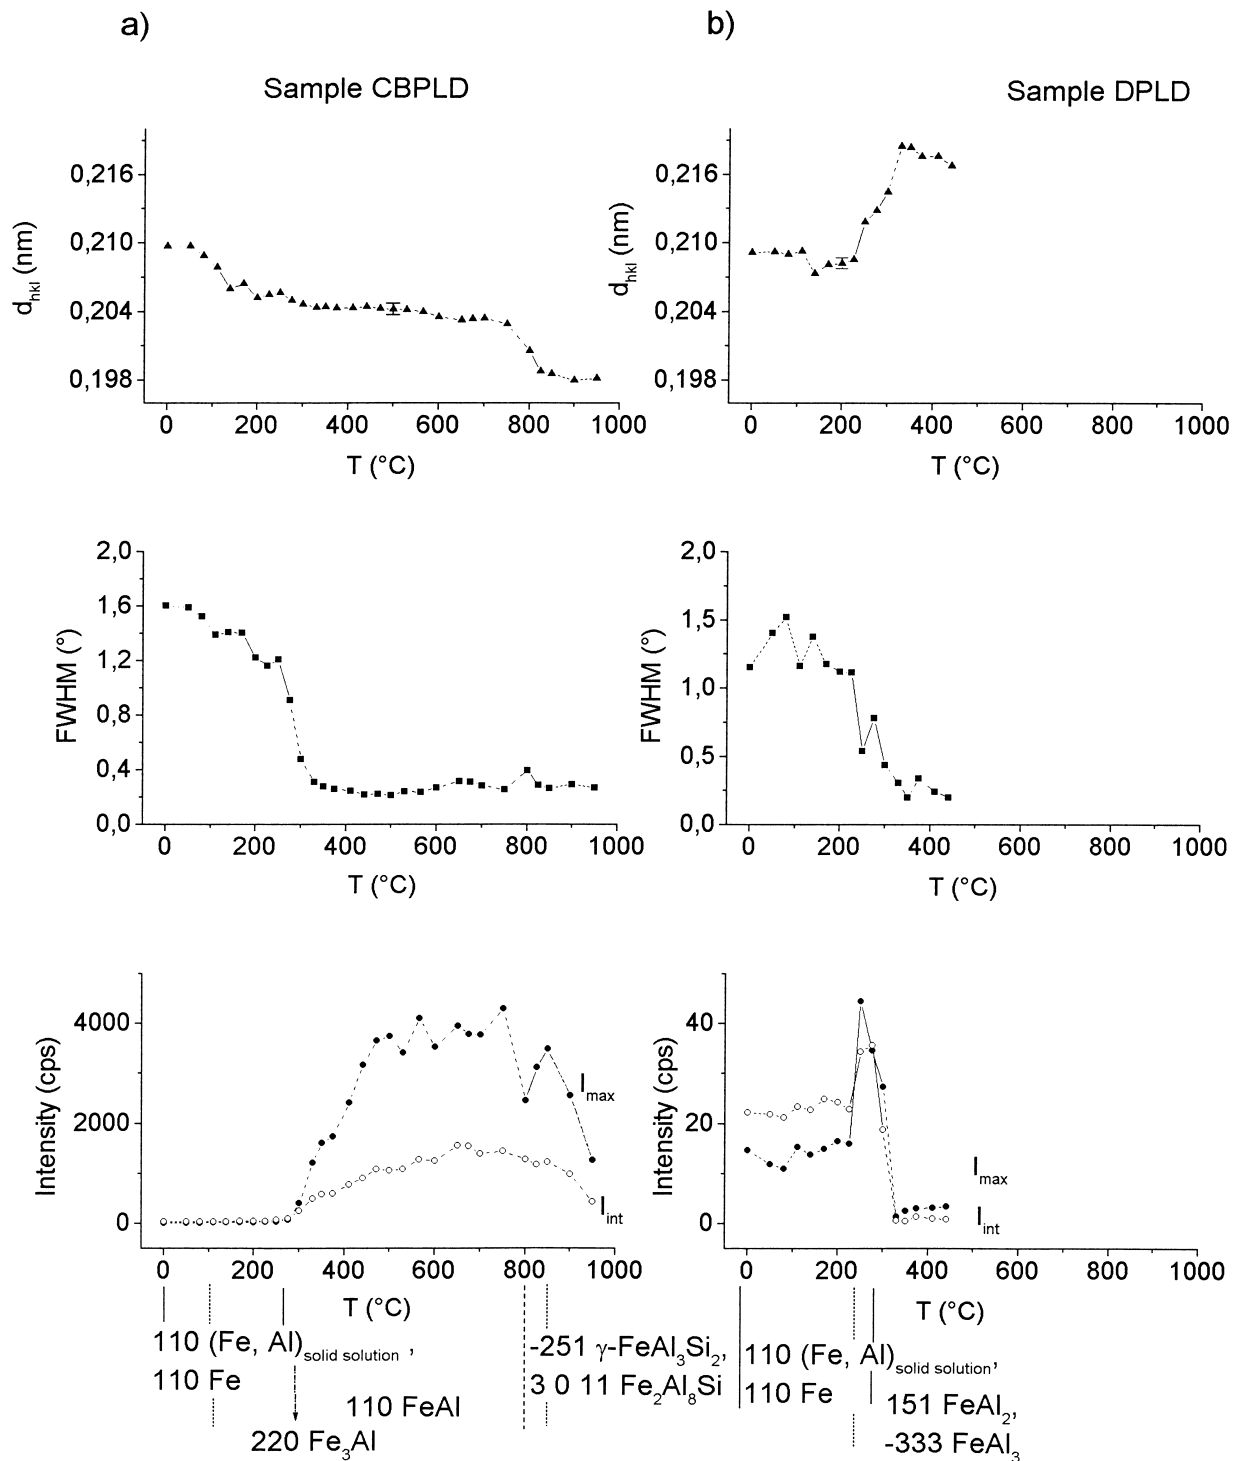 a)
Sample CBPLD
0,216
0,210
0,204
0,198
d_hkl (nm)
0 200 400 600 800 1000
T (°C)
2,0
1,6
1,2
0,8
0,4
0,0
FWHM (°)
0 200 400 600 800 1000
T (°C)
4000
2000
0
Intensity (cps)
I_max
I_int
0 200 400 600 800 1000
T (°C)
110 (Fe, Al)_solid solution ,
110 Fe
110 FeAl
220 Fe_3Al
-251 γ-FeAl_3Si_2,
3 0 11 Fe_2Al_8Si
b)
Sample DPLD
0,216
0,210
0,204
0,198
d_hkl (nm)
0 200 400 600 800 1000
T (°C)
2,0
1,5
1,0
0,5
0,0
FWHM (°)
0 200 400 600 800 1000
T (°C)
40
20
0
Intensity (cps)
I_max
I_int
0 200 400 600 800 1000
T (°C)
110 (Fe, Al)_solid solution,
110 Fe
151 FeAl_2,
-333 FeAl_3